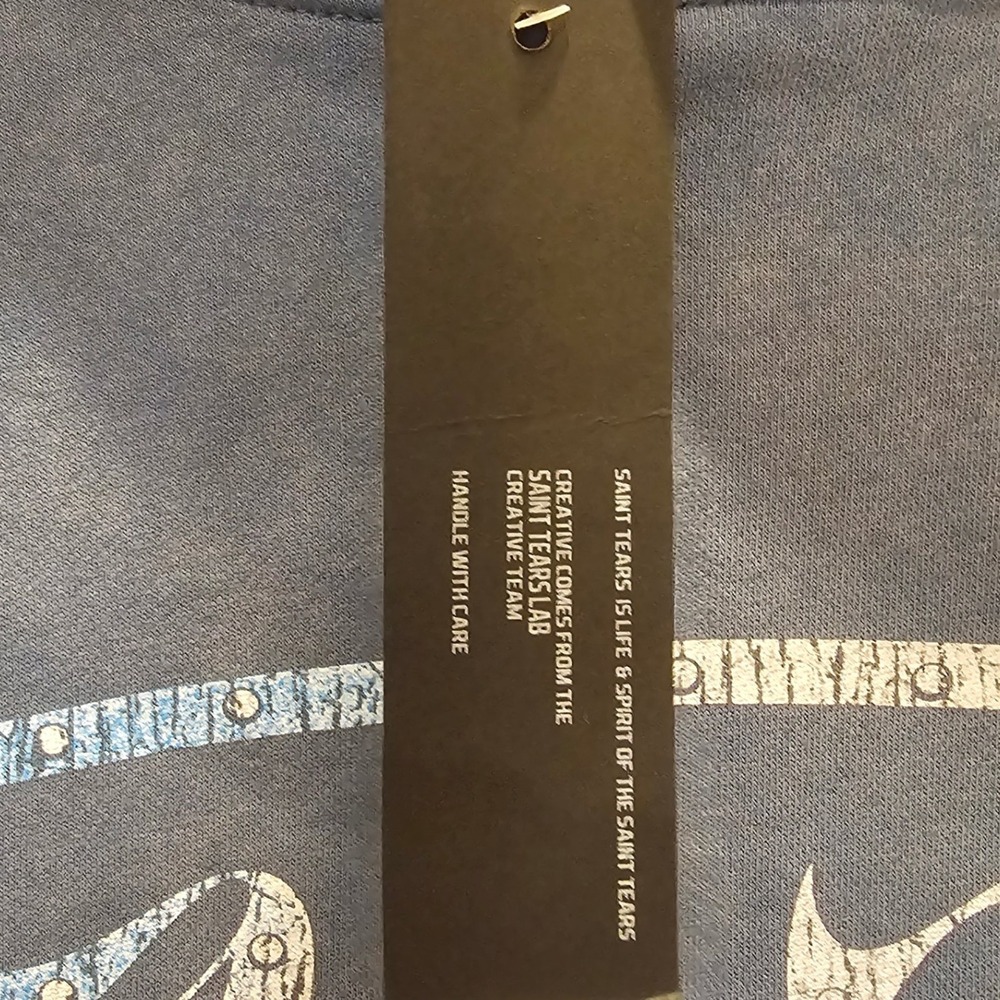 SAINT TEARS IS LIFE & SPIRIT OF THE SAINT TEARS
CREATIVE COMES FROM THE
SAINT TEARS LAB
CREATIVE TEAM
HANDLE WITH CARE